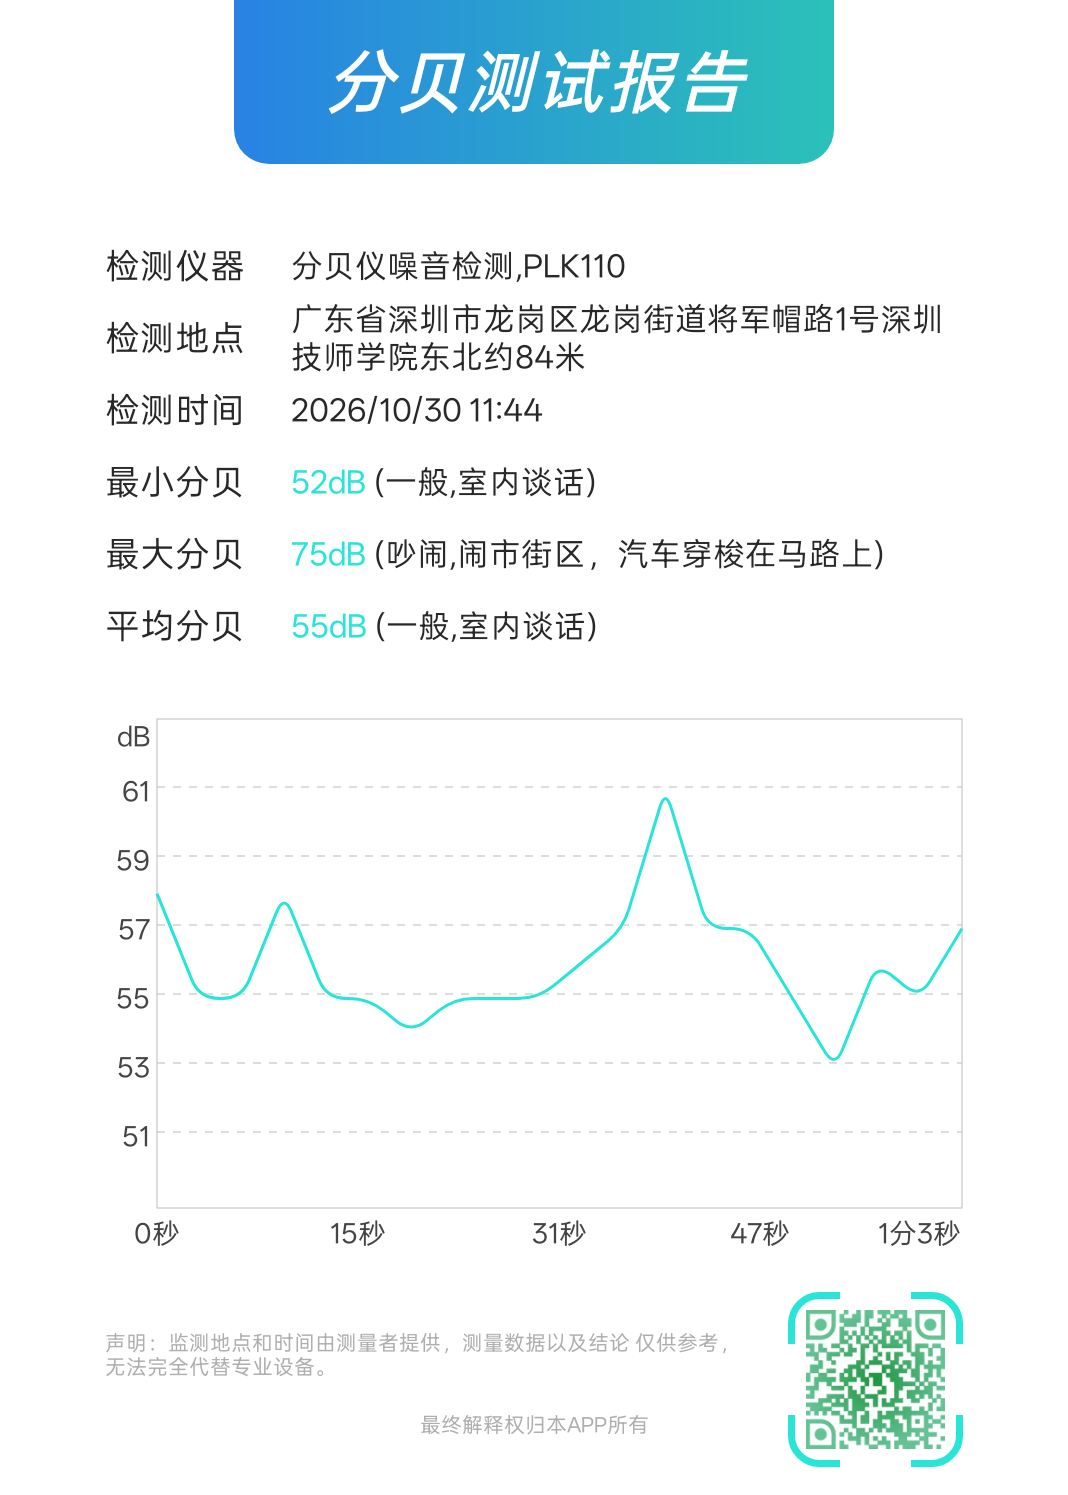 分贝测试报告
检测仪器 分贝仪噪音检测,PLK110
检测地点 广东省深圳市龙岗区龙岗街道将军帽路1号深圳
技师学院东北约84米
检测时间 2026/10/30 11:44
最小分贝 52dB (一般,室内谈话)
最大分贝 75dB (吵闹,闹市街区，汽车穿梭在马路上)
平均分贝 55dB (一般,室内谈话)
dB
61
59
57
55
53
51
0秒 15秒 31秒 47秒 1分3秒
声明：监测地点和时间由测量者提供，测量数据以及结论 仅供参考，
无法完全代替专业设备。
最终解释权归本APP所有